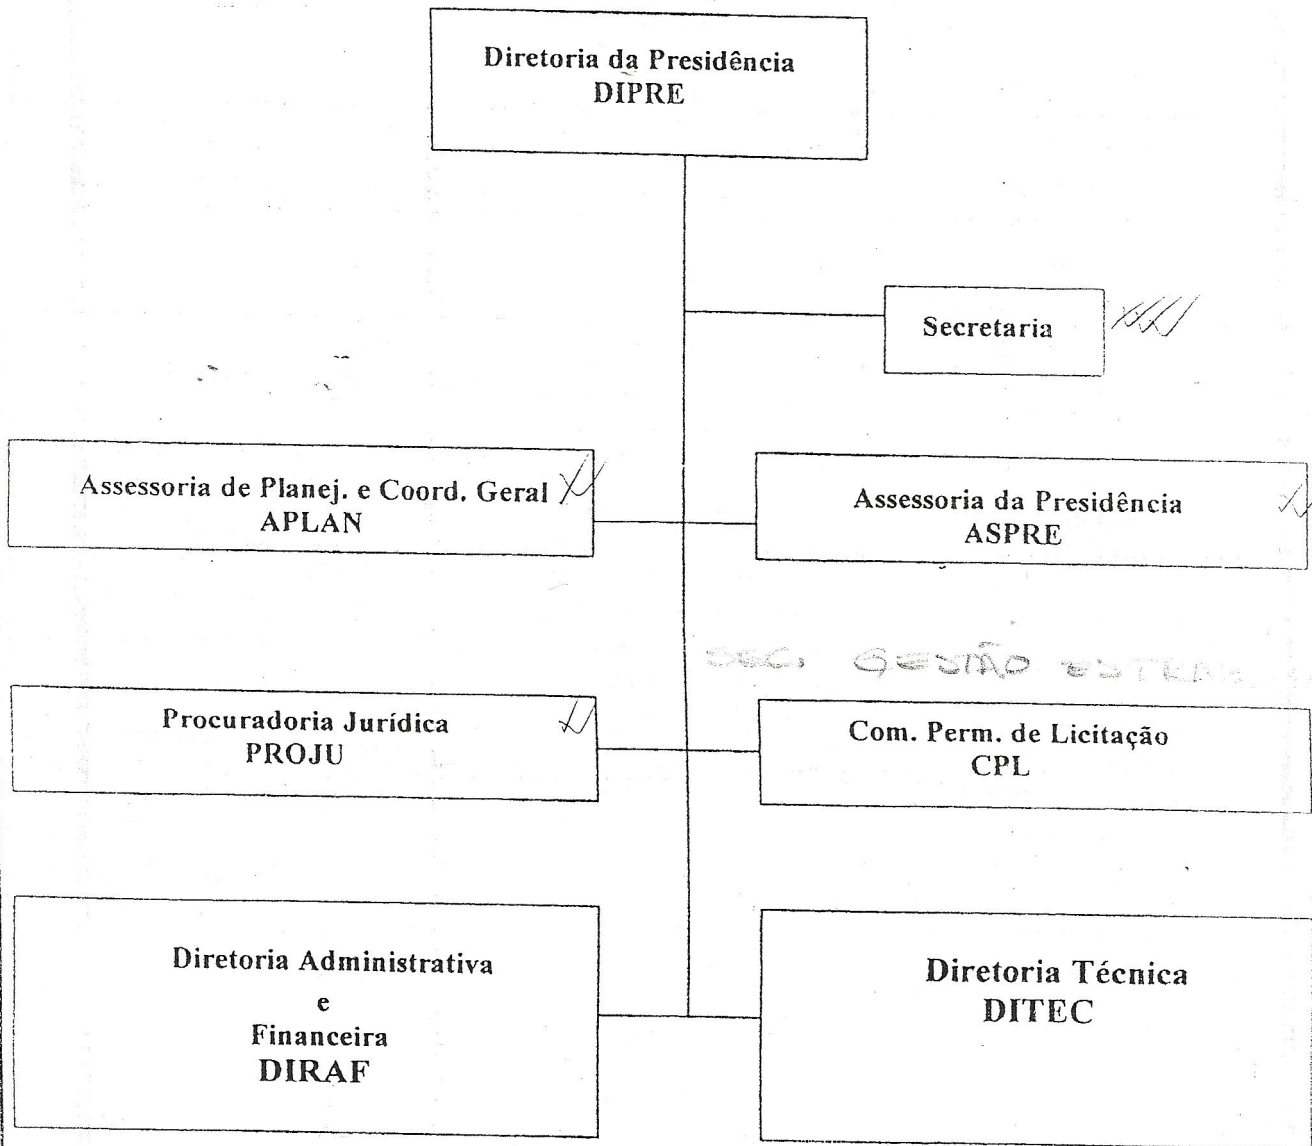 Diretoria da Presidência
DIPRE
Secretaria
Assessoria de Planej. e Coord. Geral
APLAN
Assessoria da Presidência
ASPRE
SEC. GESTÃO
Procuradoria Jurídica
PROJU
Com. Perm. de Licitação
CPL
Diretoria Administrativa
e
Financeira
DIRAF
Diretoria Técnica
DITEC